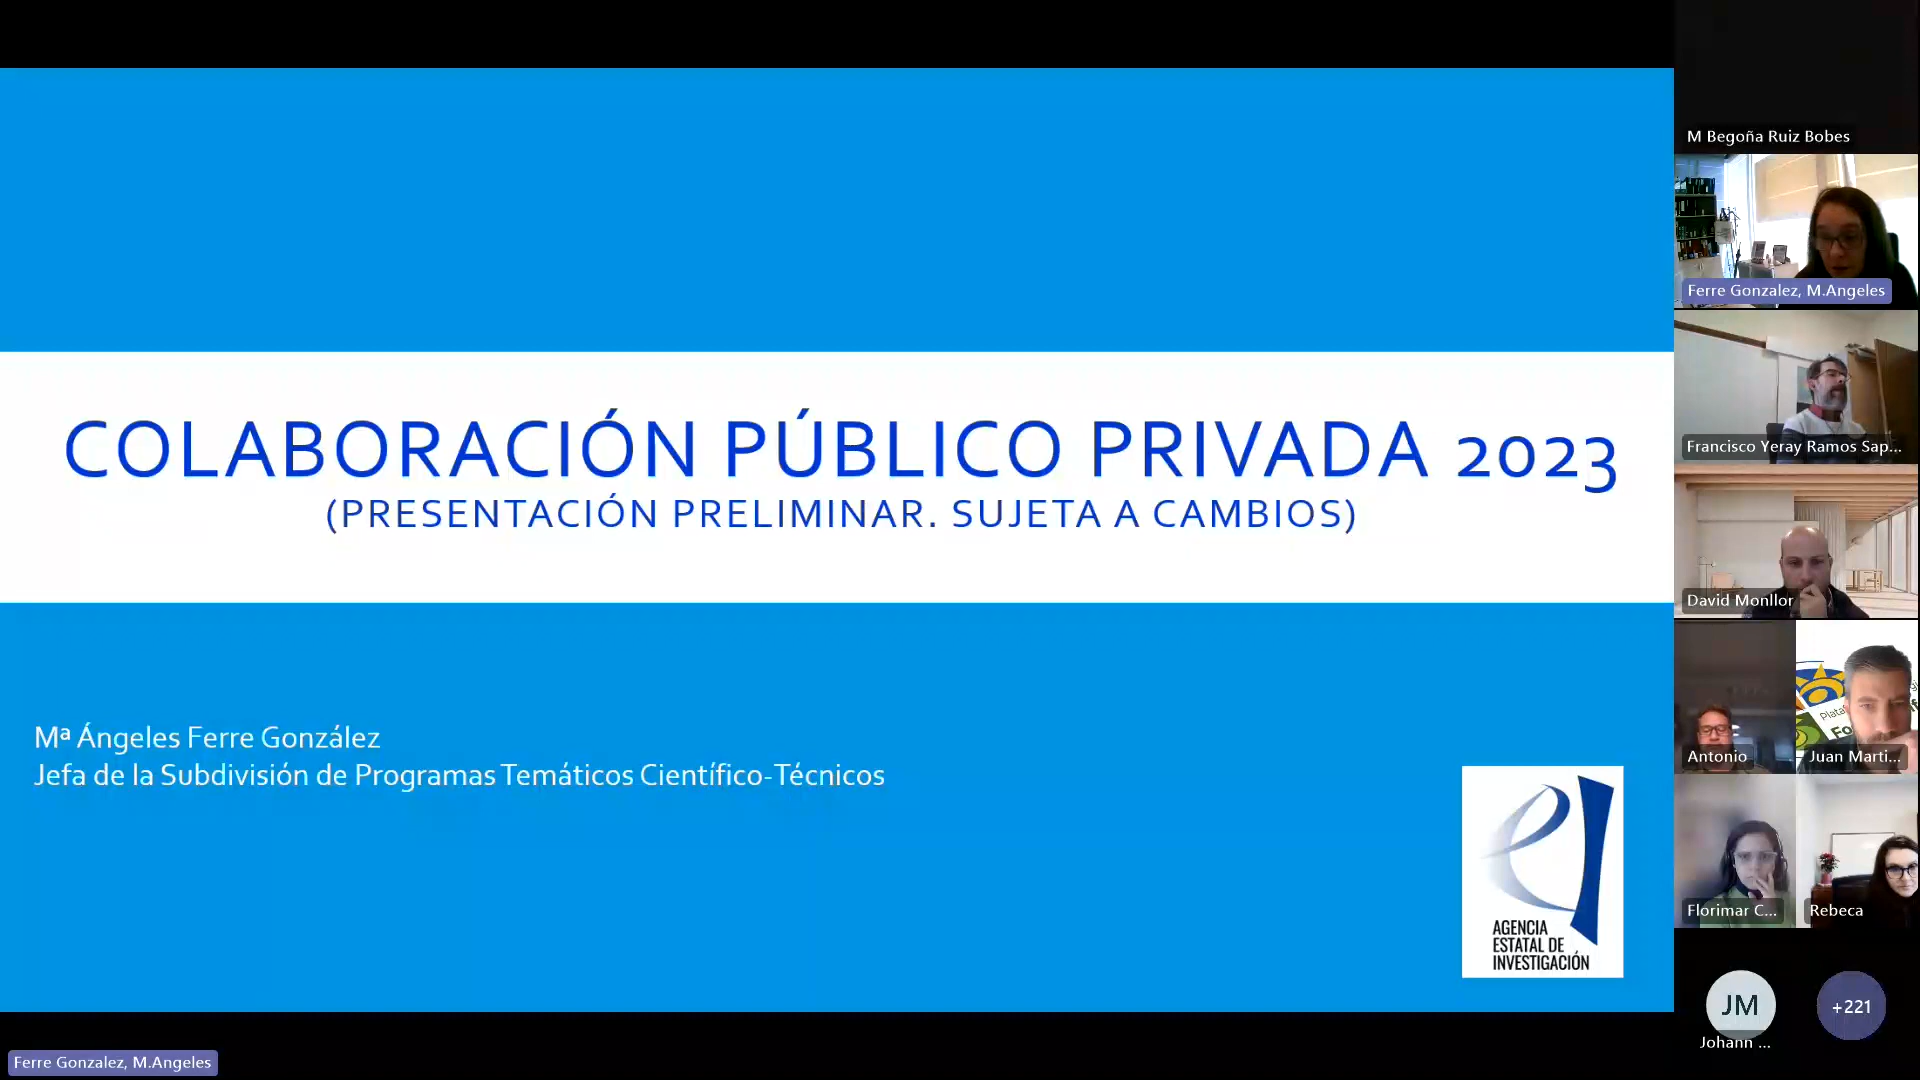 COLABORACIÓN PÚBLICO PRIVADA 2023
(PRESENTACIÓN PRELIMINAR. SUJETA A CAMBIOS)
Mª Ángeles Ferre González
Jefa de la Subdivisión de Programas Temáticos Científico-Técnicos
AGENCIA
ESTATAL DE
INVESTIGACIÓN
Ferre Gonzalez, M.Angeles
M Begoña Ruiz Bobes
Ferre Gonzalez, M.Angeles
Francisco Yeray Ramos Sap...
David Monllor
Antonio
Juan Marti...
Florimar C...
Rebeca
JM
Johann ...
+221